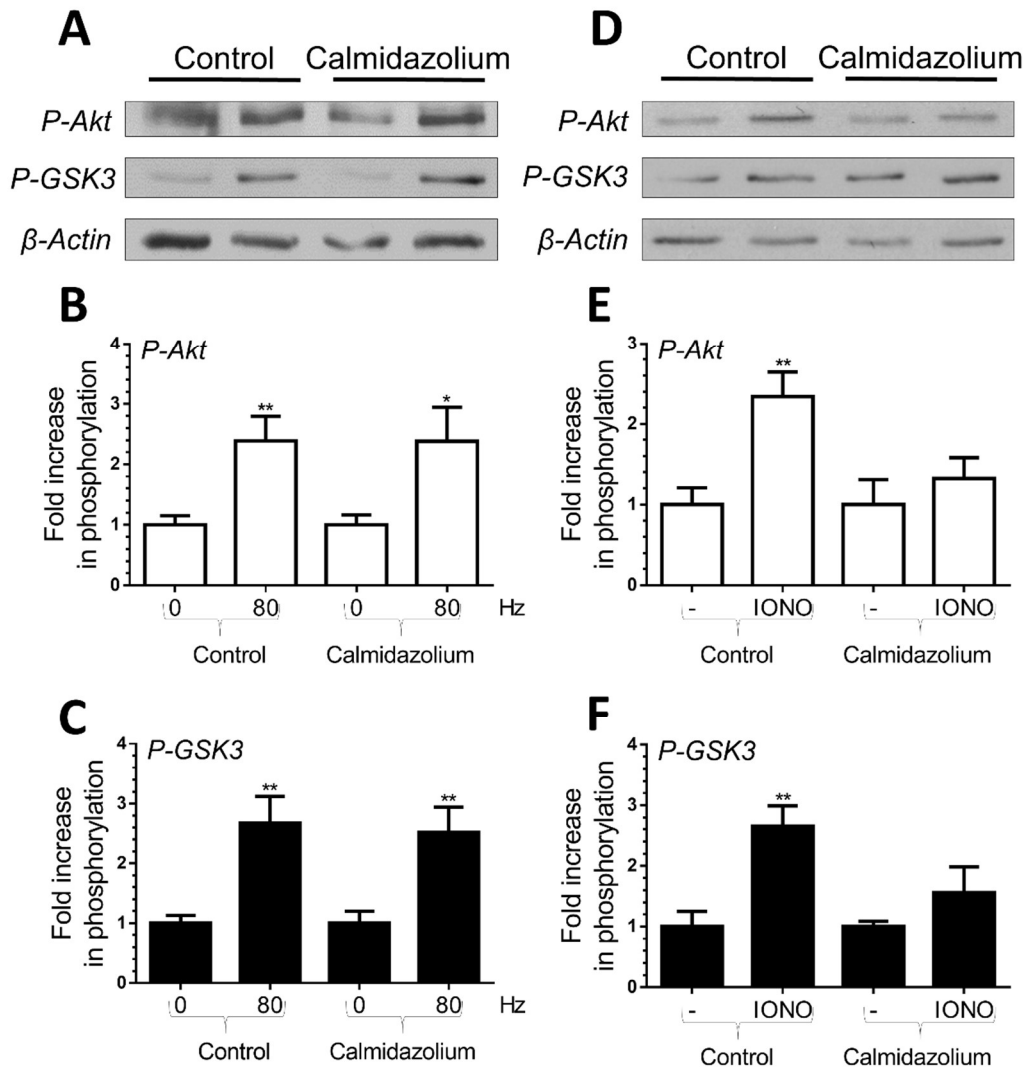 A
Control Calmidazolium
P-Akt
P-GSK3
β-Actin
B
P-Akt
Fold increase
in phosphorylation
4
3
2
1
0
**
*
0 80 0 80 Hz
Control Calmidazolium
C
P-GSK3
Fold increase
in phosphorylation
4
3
2
1
0
**
**
0 80 0 80 Hz
Control Calmidazolium
D
Control Calmidazolium
P-Akt
P-GSK3
β-Actin
E
P-Akt
Fold increase
in phosphorylation
3
2
1
0
**
- IONO - IONO
Control Calmidazolium
F
P-GSK3
Fold increase
in phosphorylation
4
3
2
1
0
**
- IONO - IONO
Control Calmidazolium